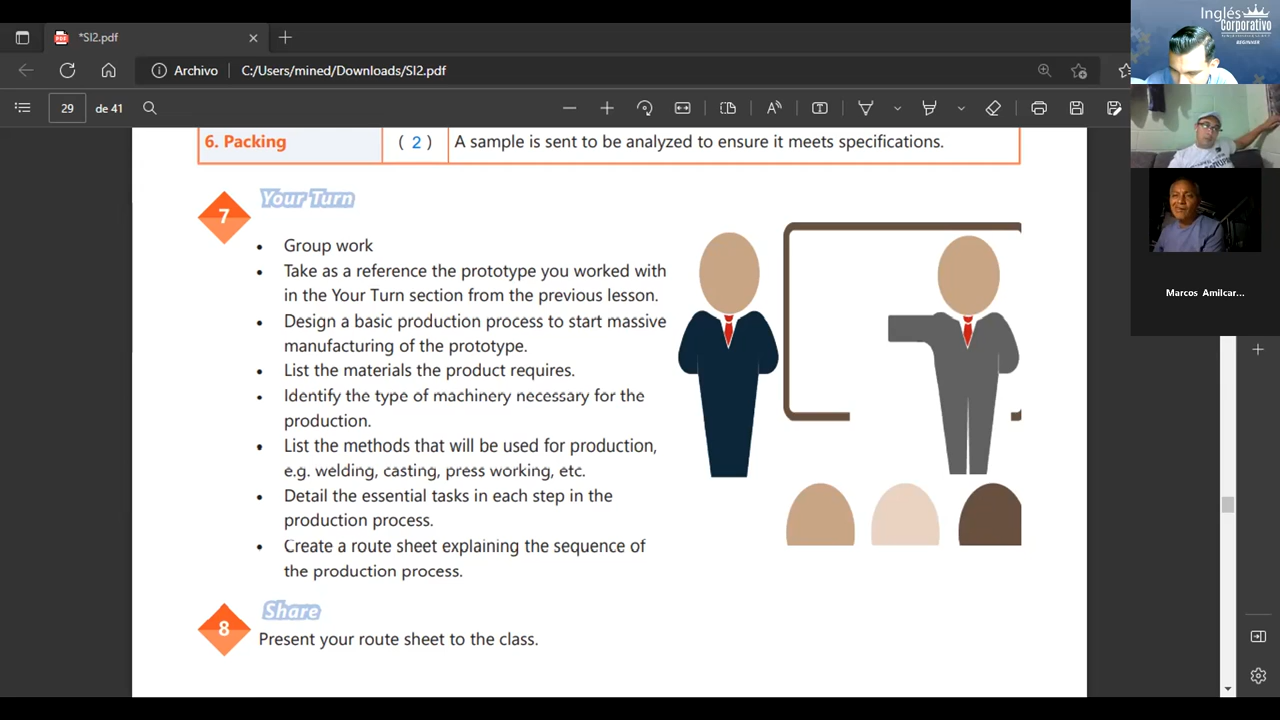 *SI2.pdf
Archivo
C:/Users/mined/Downloads/SI2.pdf
29
de 41
Inglés
Corporativo
BEGINNER
6. Packing
( 2 )
A sample is sent to be analyzed to ensure it meets specifications.
7
Your Turn
• Group work
• Take as a reference the prototype you worked with
in the Your Turn section from the previous lesson.
• Design a basic production process to start massive
manufacturing of the prototype.
• List the materials the product requires.
• Identify the type of machinery necessary for the
production.
• List the methods that will be used for production,
e.g. welding, casting, press working, etc.
• Detail the essential tasks in each step in the
production process.
• Create a route sheet explaining the sequence of
the production process.
8
Share
Present your route sheet to the class.
Marcos Amilcar...